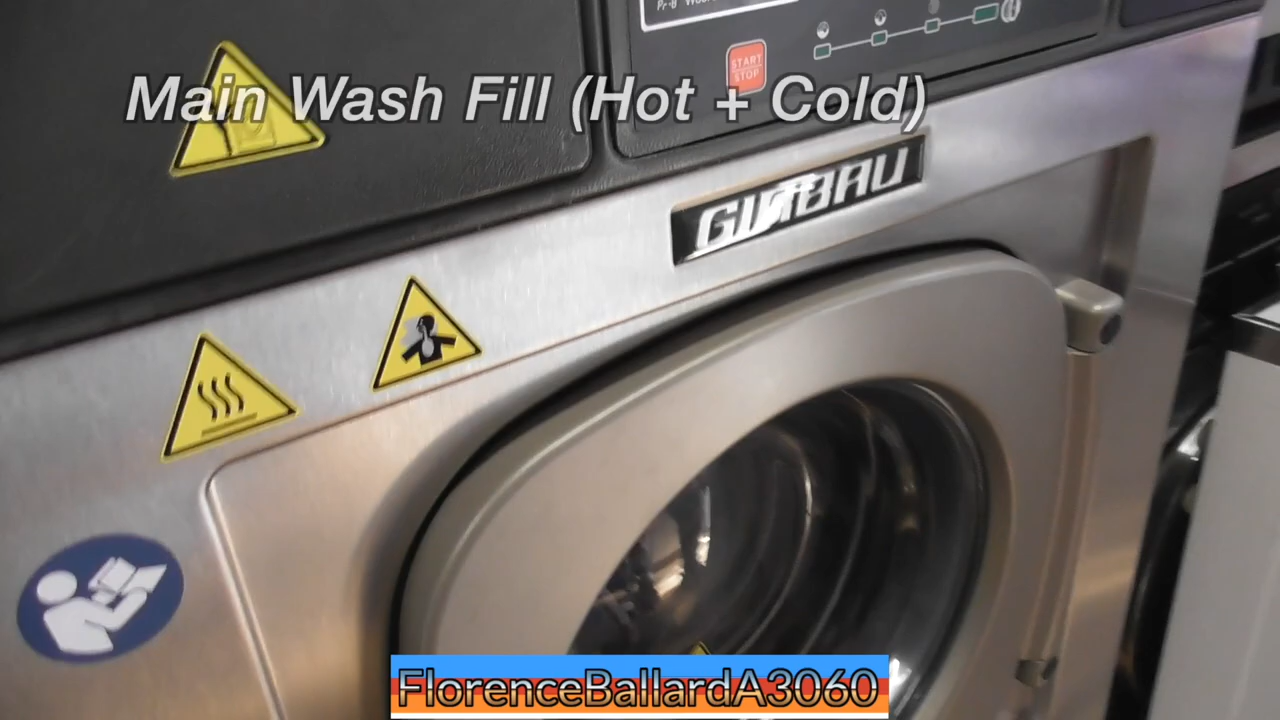 START
STOP
Main Wash Fill (Hot + Cold)
GIRBAU
FlorenceBallardA3060